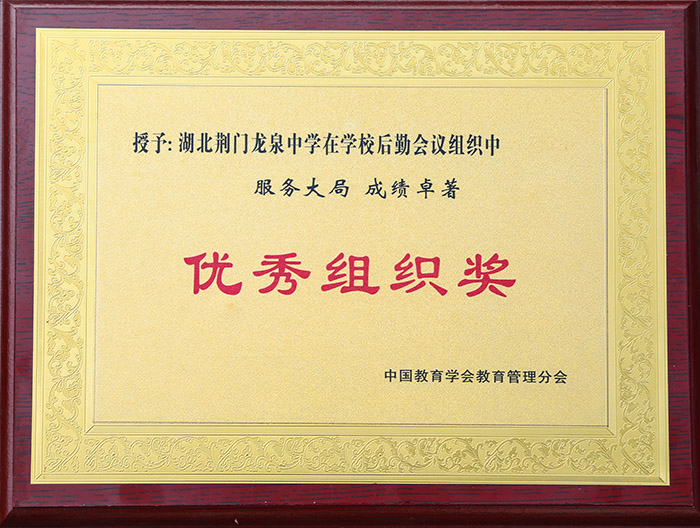 授予: 湖北荆门龙泉中学在学校后勤会议组织中
服务大局 成绩卓著
优秀组织奖
中国教育学会教育管理分会